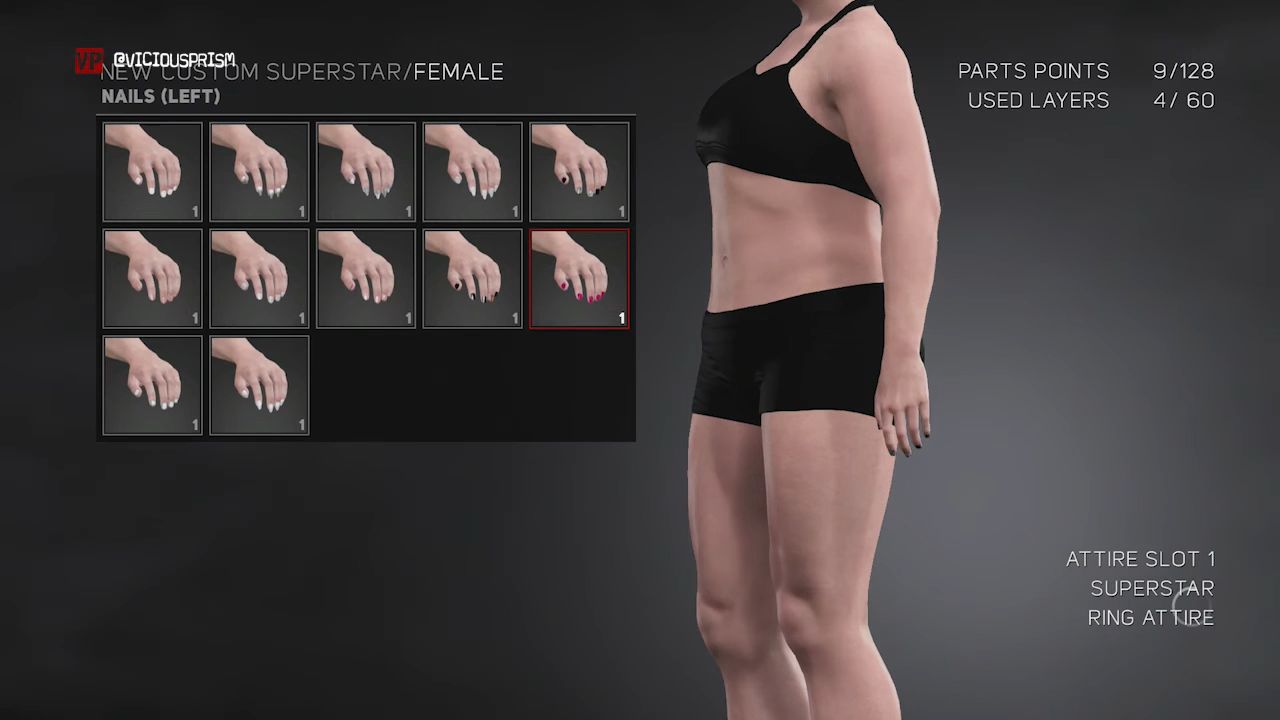 VP @VICIOUSPRISM
NEW CUSTOM SUPERSTAR/FEMALE
NAILS (LEFT)
PARTS POINTS 9/128
USED LAYERS 4/ 60
1 1 1 1 1
1 1 1 1 1
1 1
ATTIRE SLOT 1
SUPERSTAR
RING ATTIRE